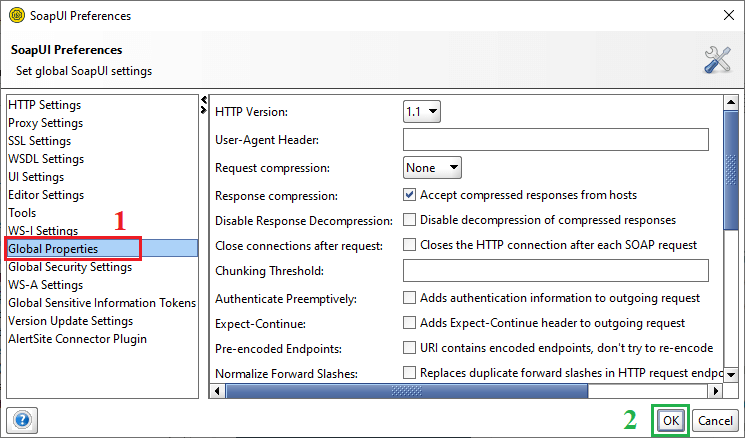 SoapUI Preferences
SoapUI Preferences
Set global SoapUI settings
HTTP Settings
Proxy Settings
SSL Settings
WSDL Settings
UI Settings
Editor Settings
Tools
WS-I Settings
1
Global Properties
Global Security Settings
WS-A Settings
Global Sensitive Information Tokens
Version Update Settings
AlertSite Connector Plugin
HTTP Version: 1.1
User-Agent Header:
Request compression: None
Response compression: Accept compressed responses from hosts
Disable Response Decompression: Disable decompression of compressed responses
Close connections after request: Closes the HTTP connection after each SOAP request
Chunking Threshold:
Authenticate Preemptively: Adds authentication information to outgoing request
Expect-Continue: Adds Expect-Continue header to outgoing request
Pre-encoded Endpoints: URI contains encoded endpoints, don't try to re-encode
Normalize Forward Slashes: Replaces duplicate forward slashes in HTTP request endpo
? 2 OK Cancel